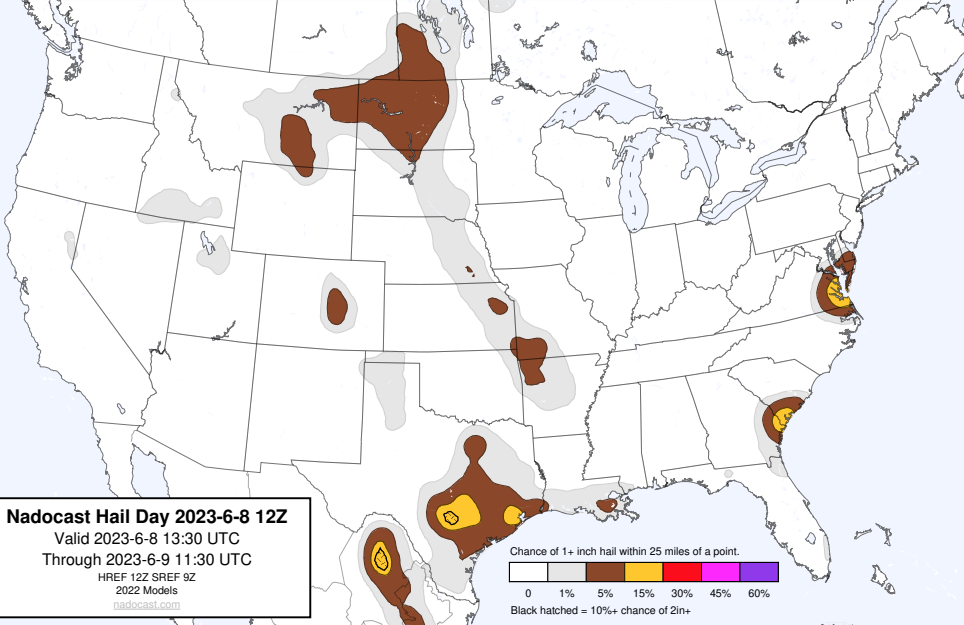 Nadocast Hail Day 2023-6-8 12Z
Valid 2023-6-8 13:30 UTC
Through 2023-6-9 11:30 UTC
HREF 12Z SREF 9Z
2022 Models
nadocast.com
Chance of 1+ inch hail within 25 miles of a point.
0 1% 5% 15% 30% 45% 60%
Black hatched = 10%+ chance of 2in+